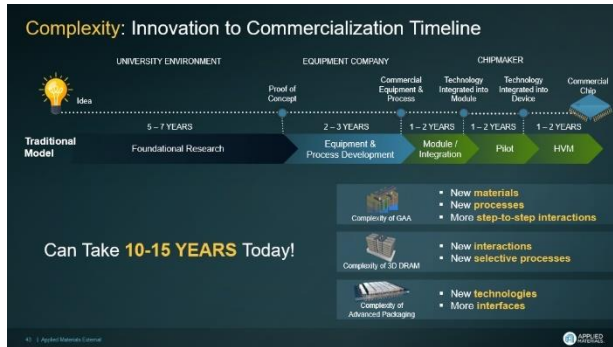 Complexity: Innovation to Commercialization Timeline
UNIVERSITY ENVIRONMENT
EQUIPMENT COMPANY
CHIPMAKER
Idea
Proof of
Concept
Commercial
Equipment &
Process
Technology
Integrated into
Module
Technology
Integrated into
Device
Commercial
Chip
5 – 7 YEARS
2 – 3 YEARS
1 – 2 YEARS
1 – 2 YEARS
1 – 2 YEARS
Traditional
Model
Foundational Research
Equipment &
Process Development
Module /
Integration
Pilot
HVM
Can Take 10-15 YEARS Today!
Complexity of GAA
▪ New materials
▪ New processes
▪ More step-to-step interactions
Complexity of 3D DRAM
▪ New interactions
▪ New selective processes
Complexity of
Advanced Packaging
▪ New technologies
▪ More interfaces
| Applied Materials External
APPLIED
MATERIALS